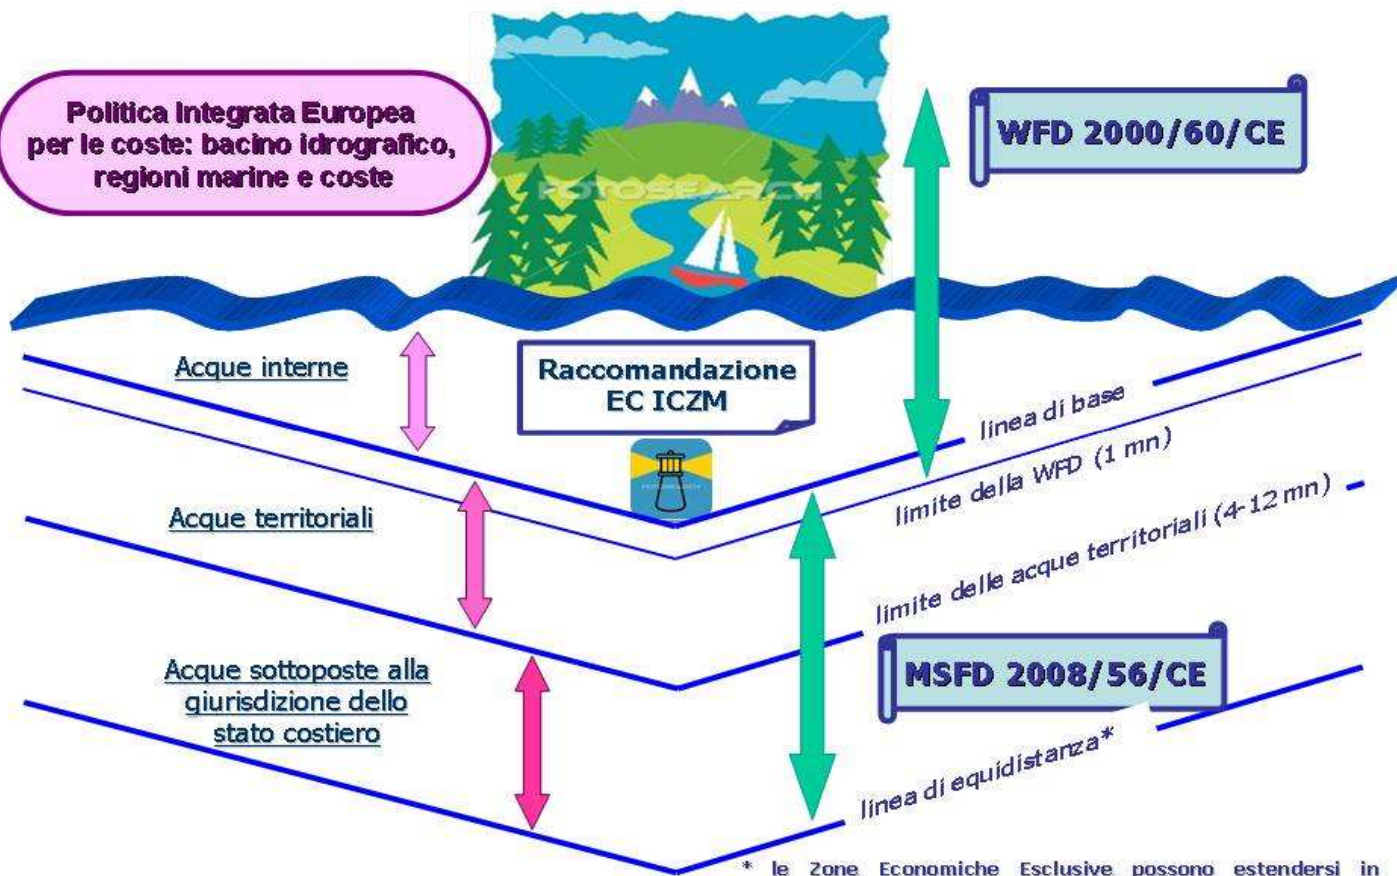 Politica Integrata Europea
per le coste: bacino idrografico,
regioni marine e coste
WFD 2000/60/CE
FOTOSEARCH
Acque interne
Raccomandazione
EC ICZM
linea di base
limite della WFD (1 mn)
Acque territoriali
limite delle acque territoriali (4-12 mn)
Acque sottoposte alla
giurisdizione dello
stato costiero
MSFD 2008/56/CE
linea di equidistanza*
* le Zone Economiche Esclusive possono estendersi in